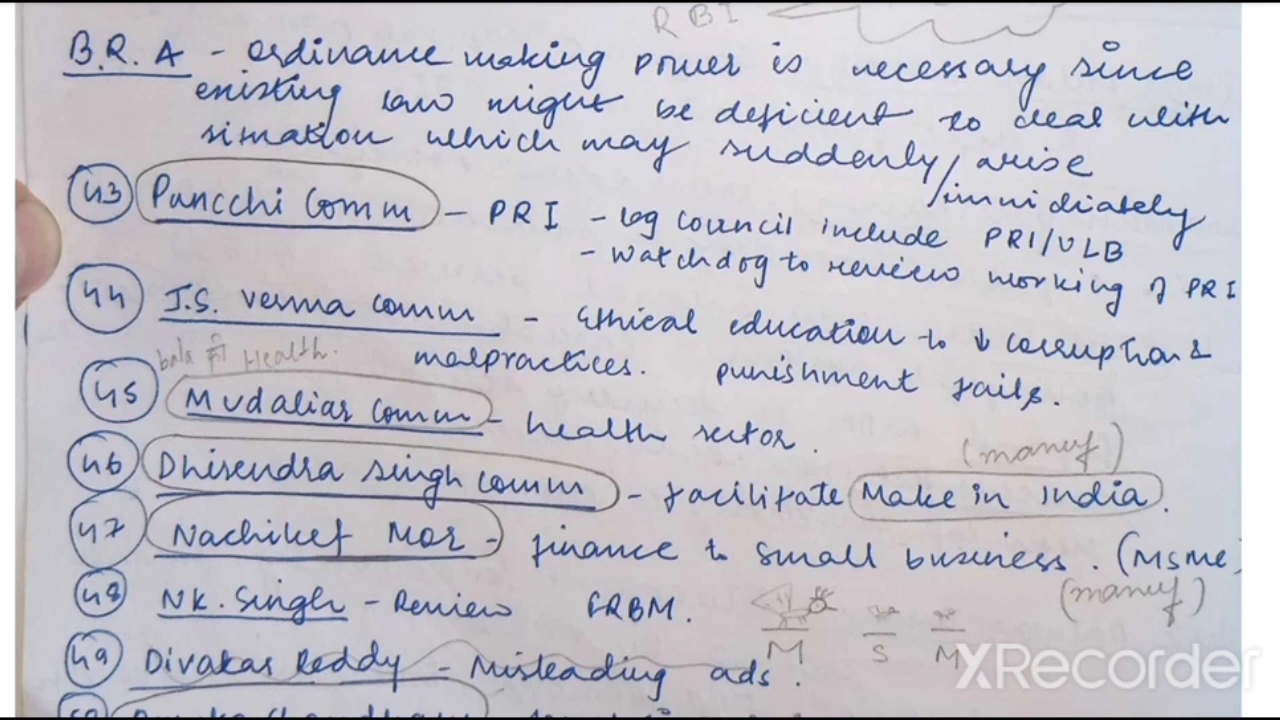 RBI
B.R.A - ordinance making power is necessary since
existing law might be deficient to deal with
situation which may suddenly / arise
/immidiately
43 Puncchi Comm - PRI - leg council include PRI/ULB
- watchdog to review working of PRI
44 J.S. Verma Comm - Ethical education to ↓ corruption &
malpractices. punishment fails.
bala में Health.
45 Mudaliar Comm - health sector.
(manuf)
46 Dhirendra Singh Comm - facilitate Make in India.
47 Nachiket Mor - finance to small business. (MSME)
(manuf)
48 NK. Singh - Review FRBM.
M S M
49 Divakar Reddy - Misleading ads.
XRecorder
50